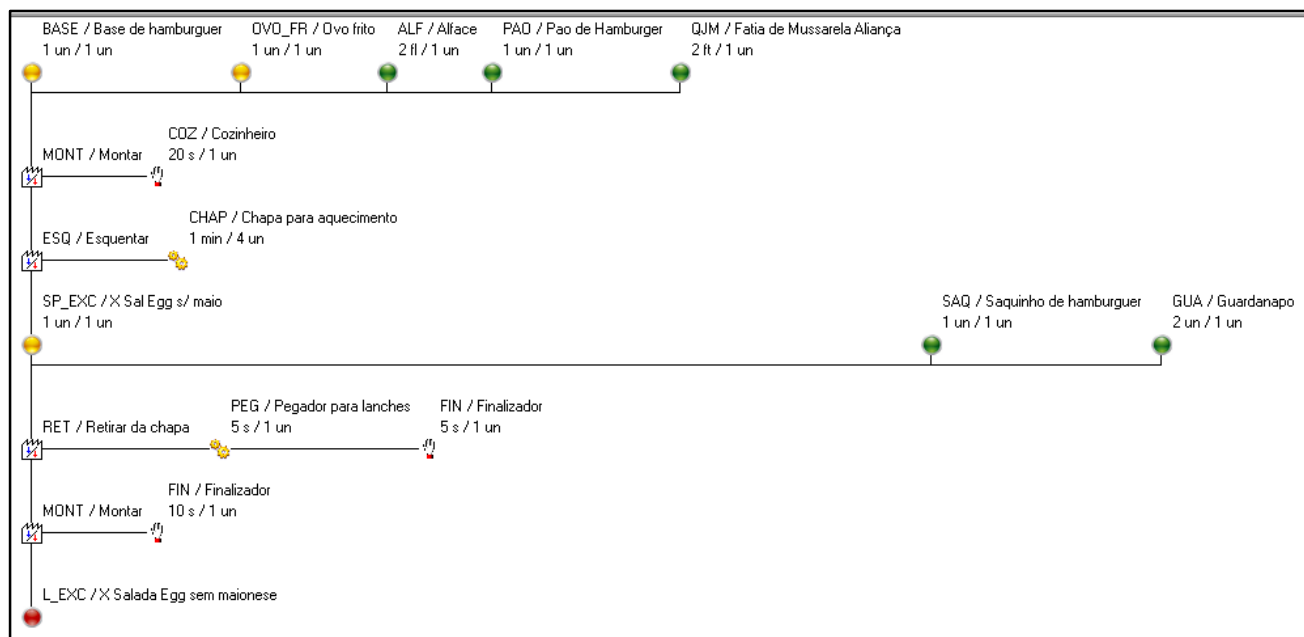 BASE / Base de hamburguer
1 un / 1 un
OVO_FR / Ovo frito
1 un / 1 un
ALF / Alface
2 fl / 1 un
PAO / Pao de Hamburger
1 un / 1 un
QJM / Fatia de Mussarela Aliança
2 ft / 1 un
COZ / Cozinheiro
MONT / Montar
20 s / 1 un
CHAP / Chapa para aquecimento
ESQ / Esquentar
1 min / 4 un
SP_EXC / X Sal Egg s/ maio
1 un / 1 un
SAQ / Saquinho de hamburguer
1 un / 1 un
GUA / Guardanapo
2 un / 1 un
PEG / Pegador para lanches
FIN / Finalizador
RET / Retirar da chapa
5 s / 1 un
5 s / 1 un
FIN / Finalizador
MONT / Montar
10 s / 1 un
L_EXC / X Salada Egg sem maionese